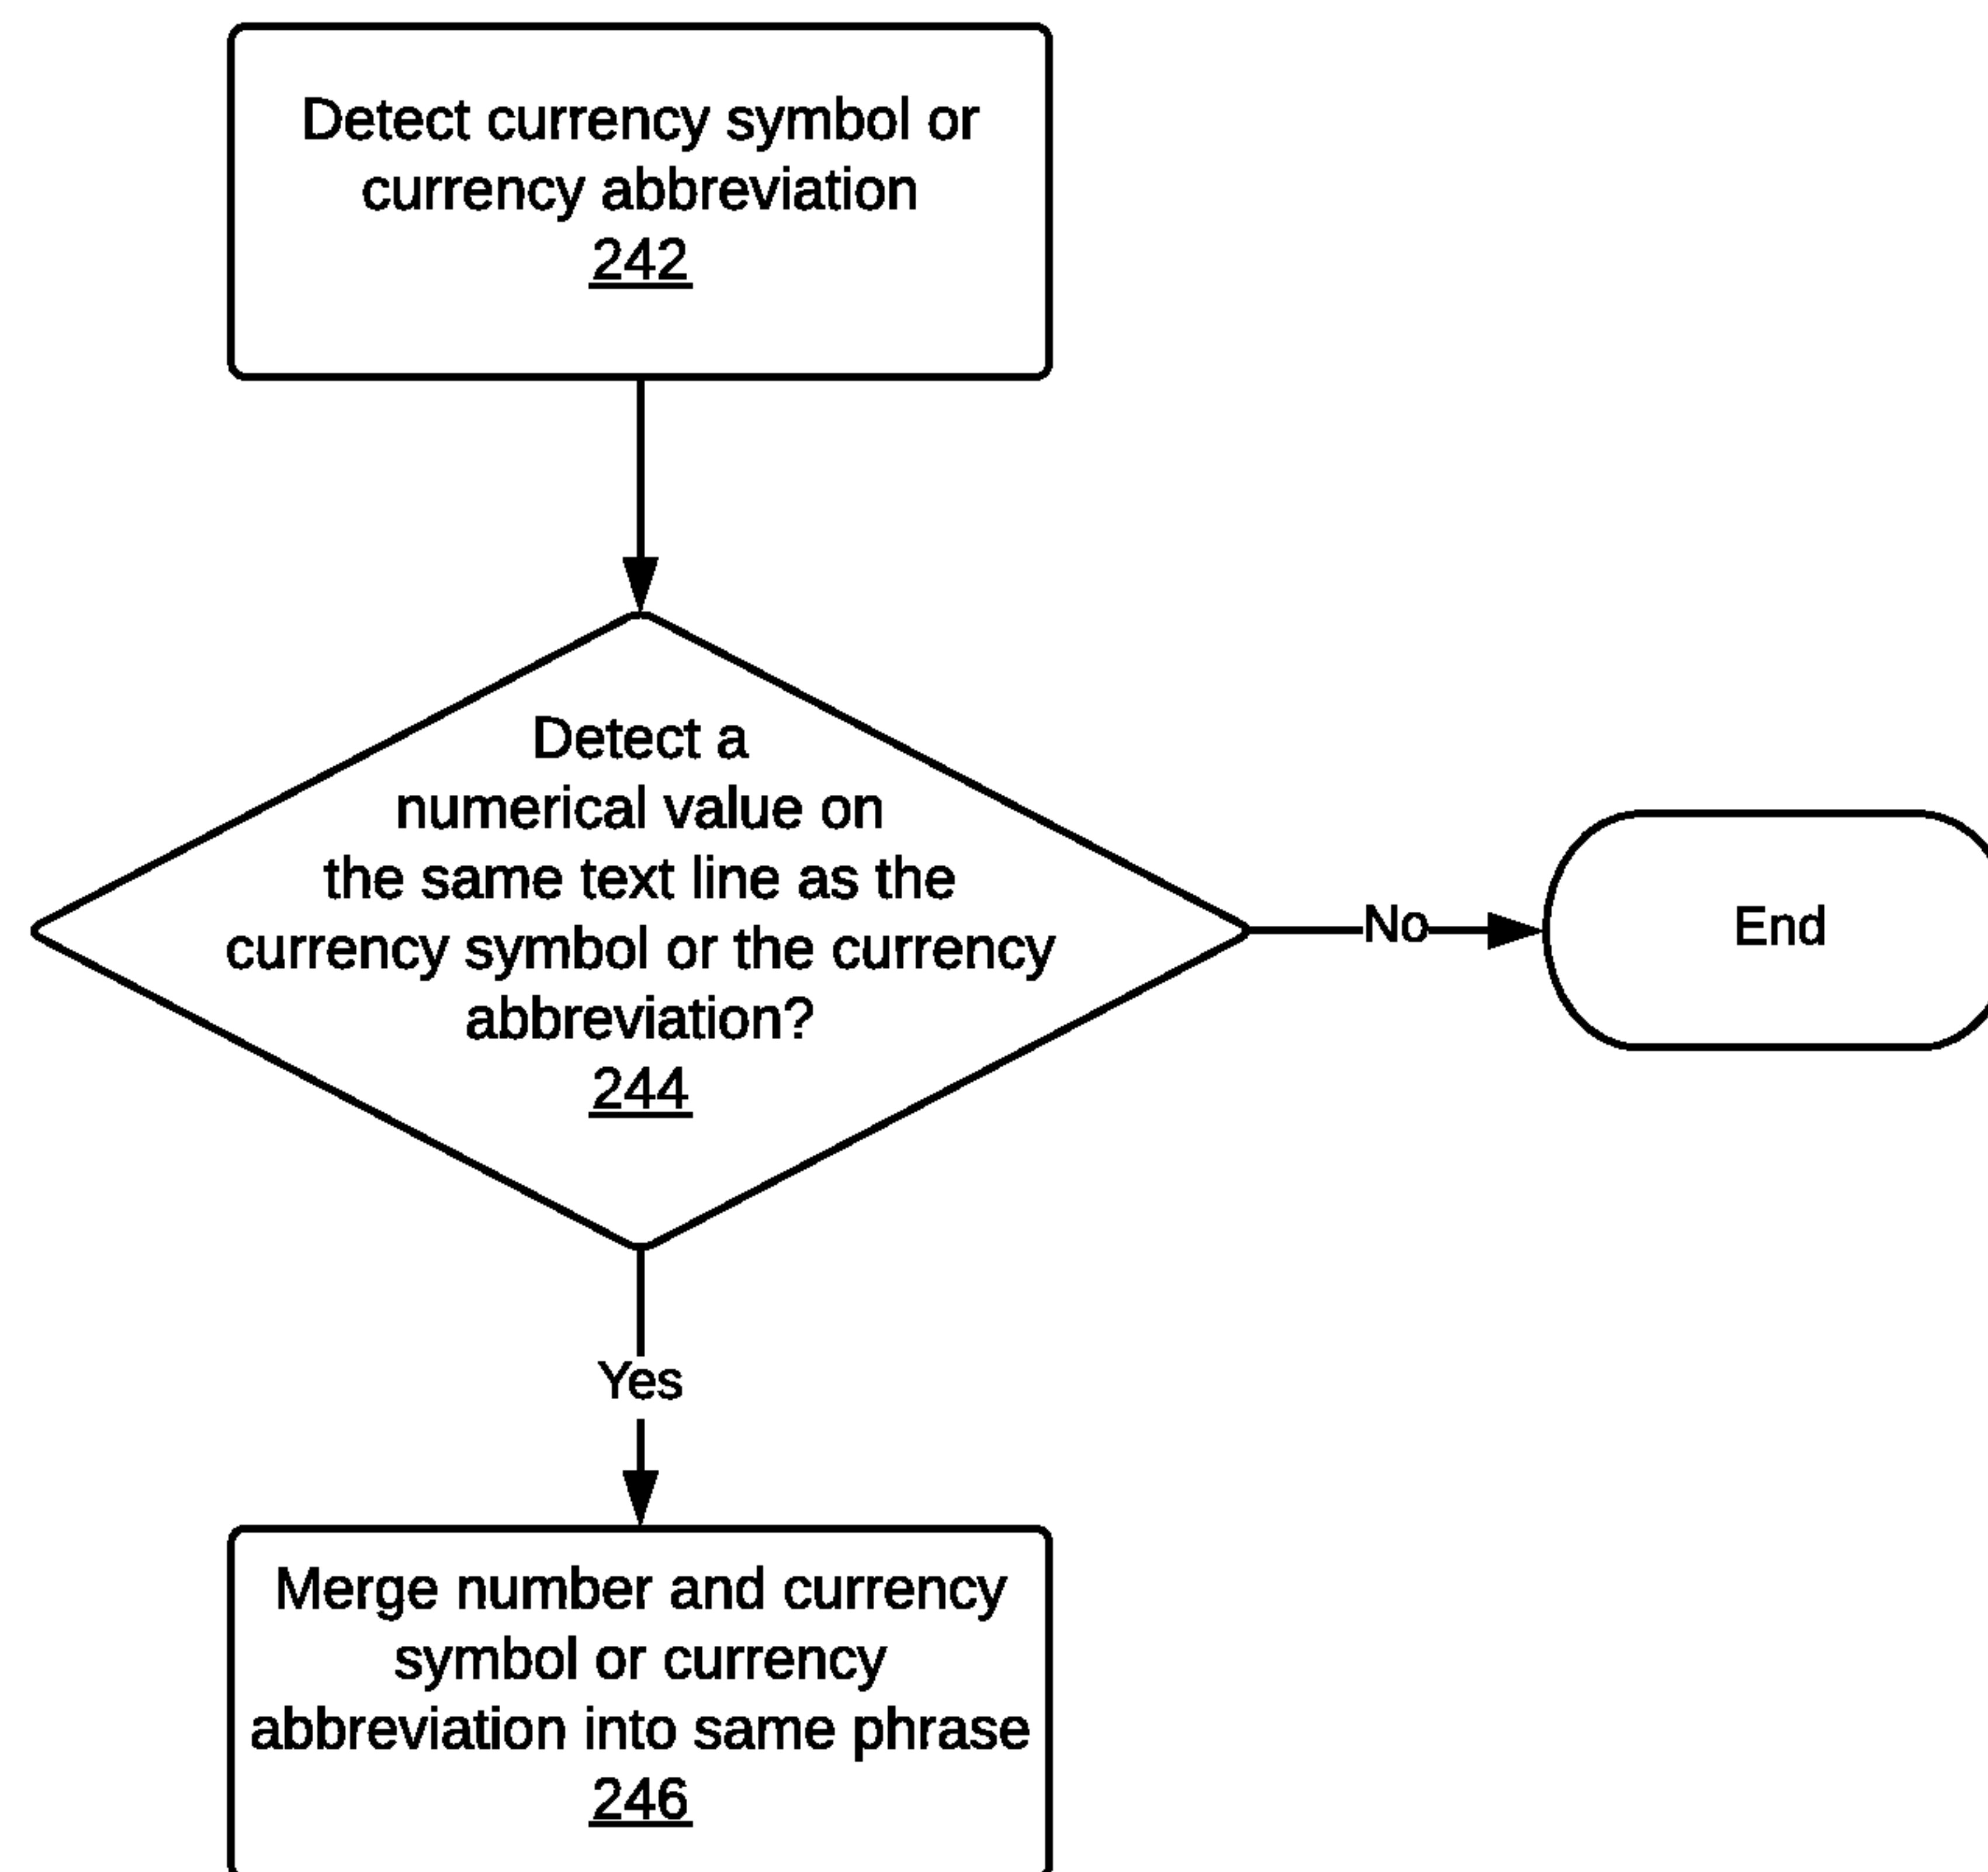 Detect currency symbol or
currency abbreviation
242
Detect a
numerical value on
the same text line as the
currency symbol or the currency
abbreviation?
244
No
End
Yes
Merge number and currency
symbol or currency
abbreviation into same phrase
246